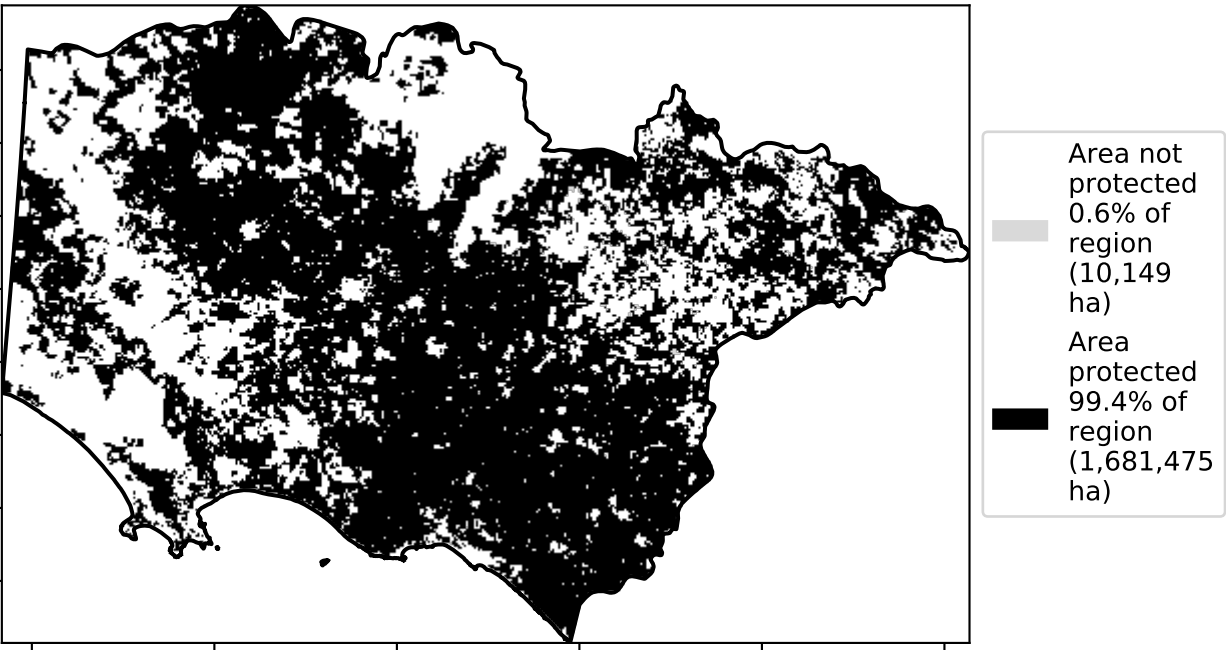 Area not
protected
0.6% of
region
(10,149
ha)
Area
protected
99.4% of
region
(1,681,475
ha)